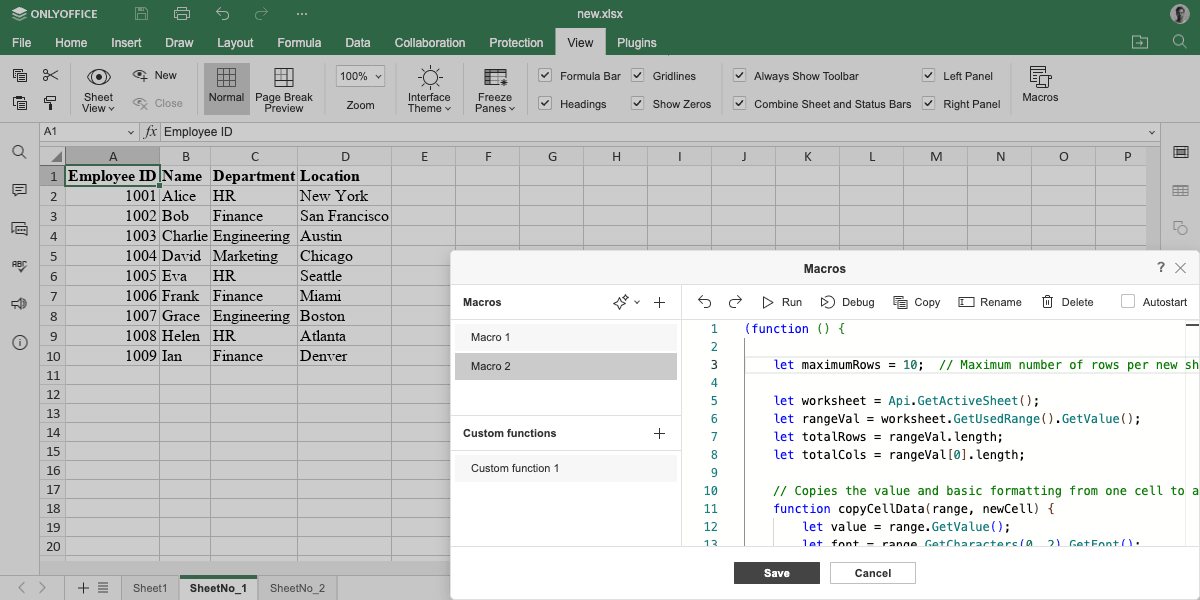 ONLYOFFICE
new.xlsx
File Home Insert Draw Layout Formula Data Collaboration Protection View Plugins
Sheet View New Close Normal Page Break Preview 100% Zoom Interface Theme Freeze Panes Formula Bar Gridlines Headings Show Zeros Always Show Toolbar Left Panel Combine Sheet and Status Bars Right Panel Macros
A1 fx Employee ID
A B C D E F G H I J K L M N O P
1 Employee ID Name Department Location
2 1001 Alice HR New York
3 1002 Bob Finance San Francisco
4 1003 Charlie Engineering Austin
5 1004 David Marketing Chicago
6 1005 Eva HR Seattle
7 1006 Frank Finance Miami
8 1007 Grace Engineering Boston
9 1008 Helen HR Atlanta
10 1009 Ian Finance Denver
11
12
13
14
15
16
17
18
19
20
ABC
Macros ?
Macros
Run Debug Copy Rename Delete Autostart
Macro 1
Macro 2
Custom functions
Custom function 1
1 (function () {
2
3 let maximumRows = 10; // Maximum number of rows per new sh
4
5 let worksheet = Api.GetActiveSheet();
6 let rangeVal = worksheet.GetUsedRange().GetValue();
7 let totalRows = rangeVal.length;
8 let totalCols = rangeVal[0].length;
9
10 // Copies the value and basic formatting from one cell to a
11 function copyCellData(range, newCell) {
12 let value = range.GetValue();
13 let font = range.GetCharacters(0, 2).GetFont();
Save Cancel
Sheet1 SheetNo_1 SheetNo_2